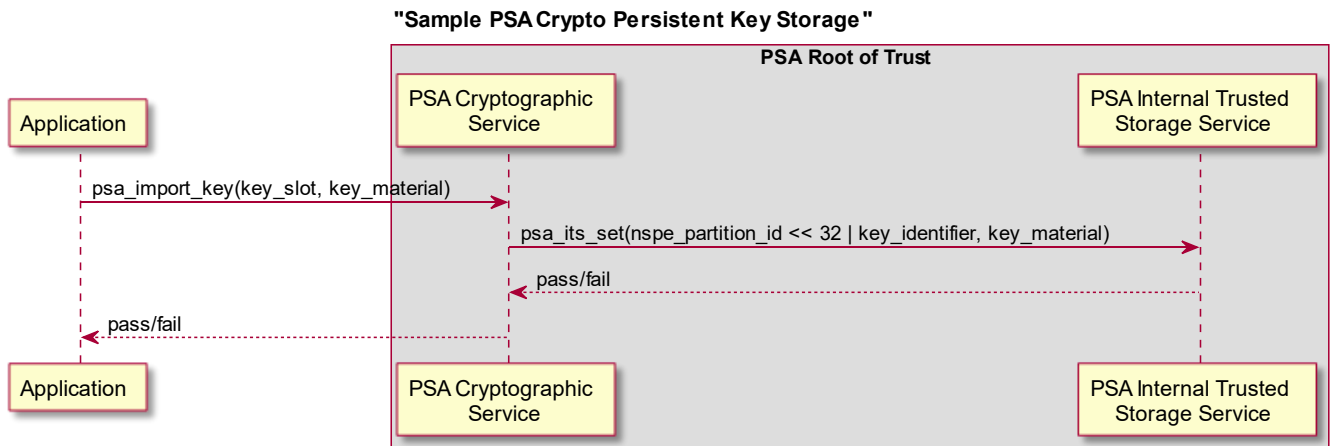 "Sample PSA Crypto Persistent Key Storage"
PSA Root of Trust
Application
PSA Cryptographic
Service
PSA Internal Trusted
Storage Service
psa_import_key(key_slot, key_material)
psa_its_set(nspe_partition_id << 32 | key_identifier, key_material)
pass/fail
pass/fail
Application
PSA Cryptographic
Service
PSA Internal Trusted
Storage Service